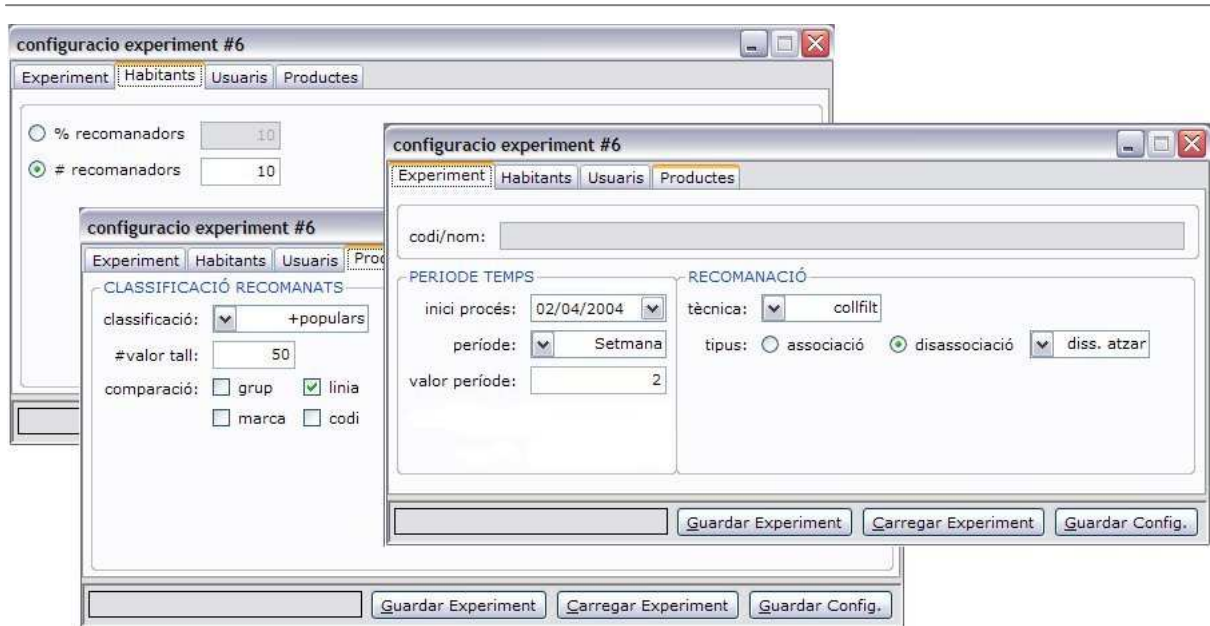 configuracio experiment #6
Experiment Habitants Usuaris Productes
% recomanadors 10
# recomanadors 10
configuracio experiment #6
Experiment Habitants Usuaris
CLASSIFICACIÓ RECOMANATS
classificació: +populars
#valor tall: 50
comparació: grup linia
marca codi
Guardar Experiment Carregar Experiment Guardar Config.
configuracio experiment #6
Experiment Habitants Usuaris Productes
codi/nom:
PERIODE TEMPS
inici procés: 02/04/2004
període: Setmana
valor període: 2
RECOMANACIÓ
tècnica: collfilt
tipus: associació disassociació diss. atzar
Guardar Experiment Carregar Experiment Guardar Config.